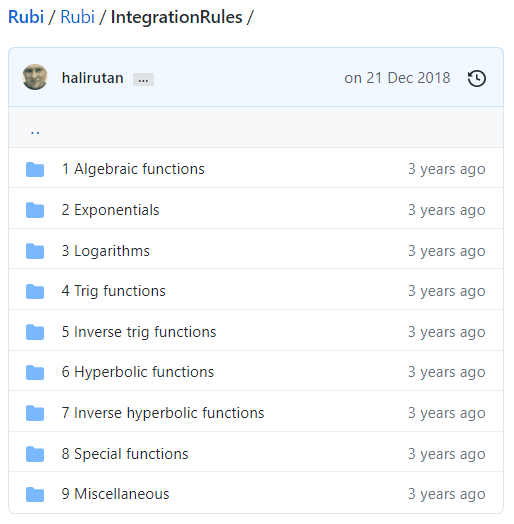 Rubi / Rubi / IntegrationRules /
halirutan ... on 21 Dec 2018
..
1 Algebraic functions 3 years ago
2 Exponentials 3 years ago
3 Logarithms 3 years ago
4 Trig functions 3 years ago
5 Inverse trig functions 3 years ago
6 Hyperbolic functions 3 years ago
7 Inverse hyperbolic functions 3 years ago
8 Special functions 3 years ago
9 Miscellaneous 3 years ago